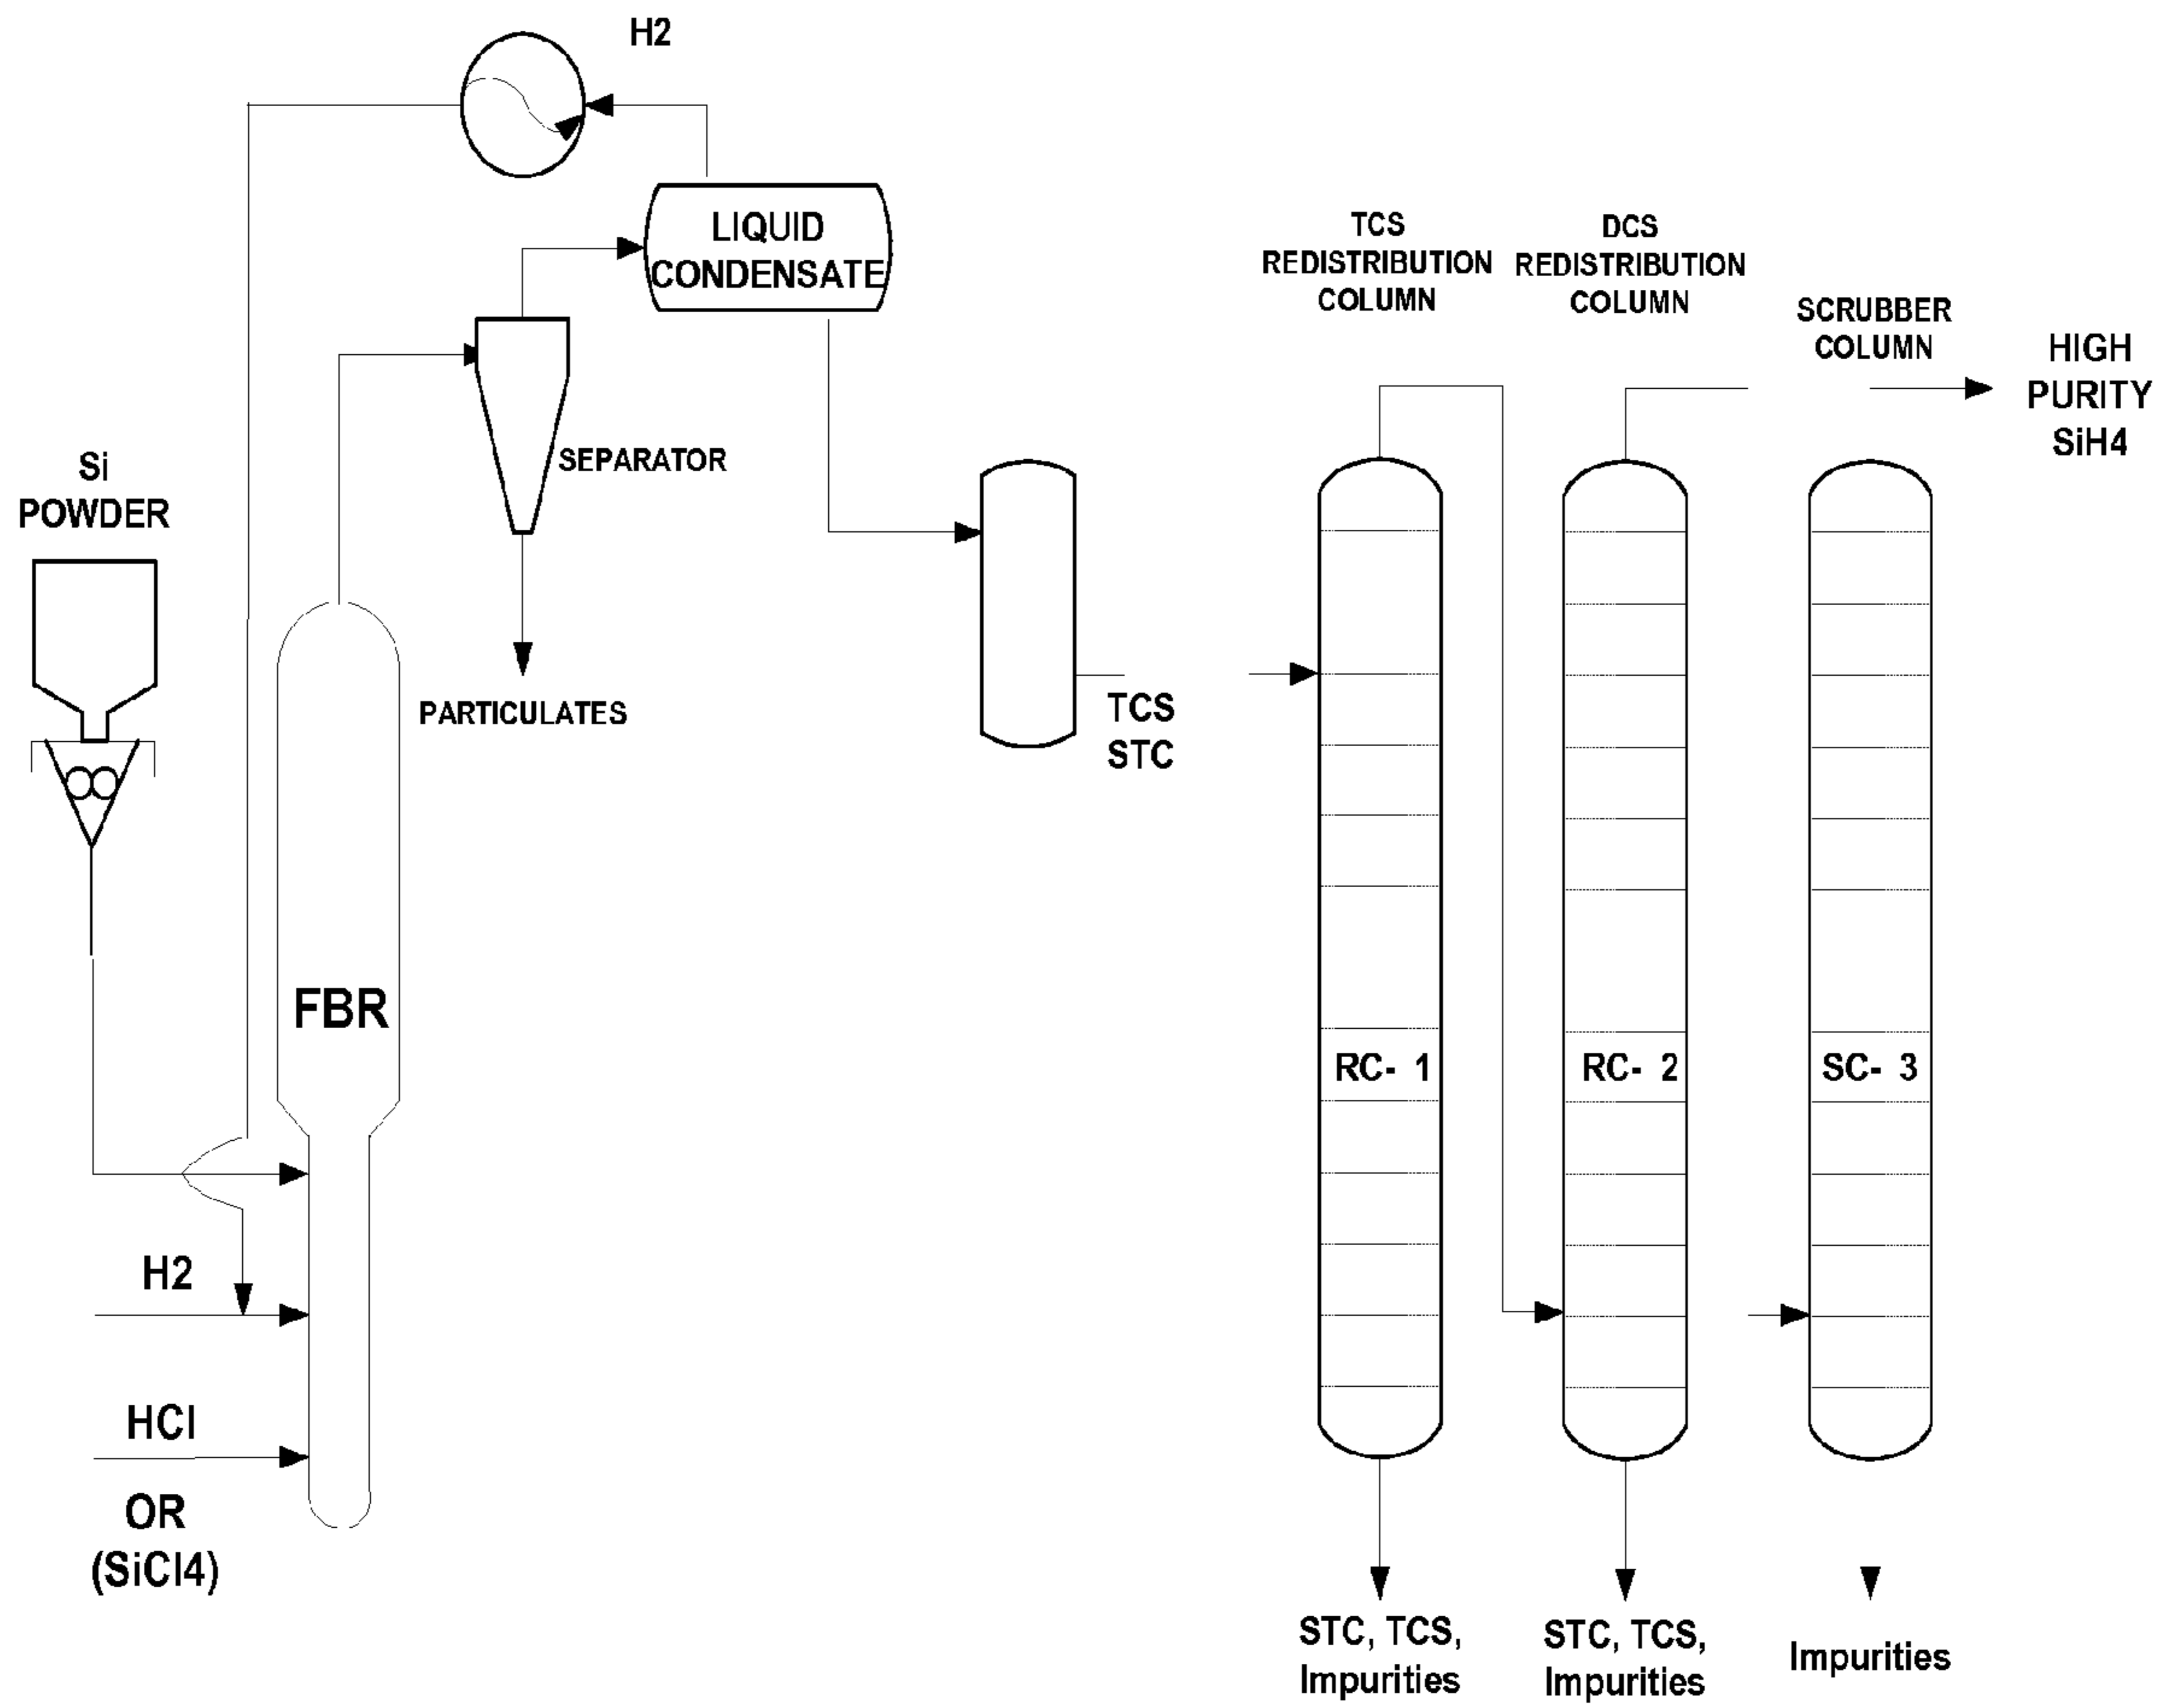 H2
LIQUID
CONDENSATE
TCS
REDISTRIBUTION
COLUMN
DCS
REDISTRIBUTION
COLUMN
SCRUBBER
COLUMN
HIGH
PURITY
SiH4
SEPARATOR
Si
POWDER
PARTICULATES
TCS
STC
FBR
RC- 1
RC- 2
SC- 3
H2
HCl
OR
(SiCl4)
STC, TCS,
Impurities
STC, TCS,
Impurities
Impurities